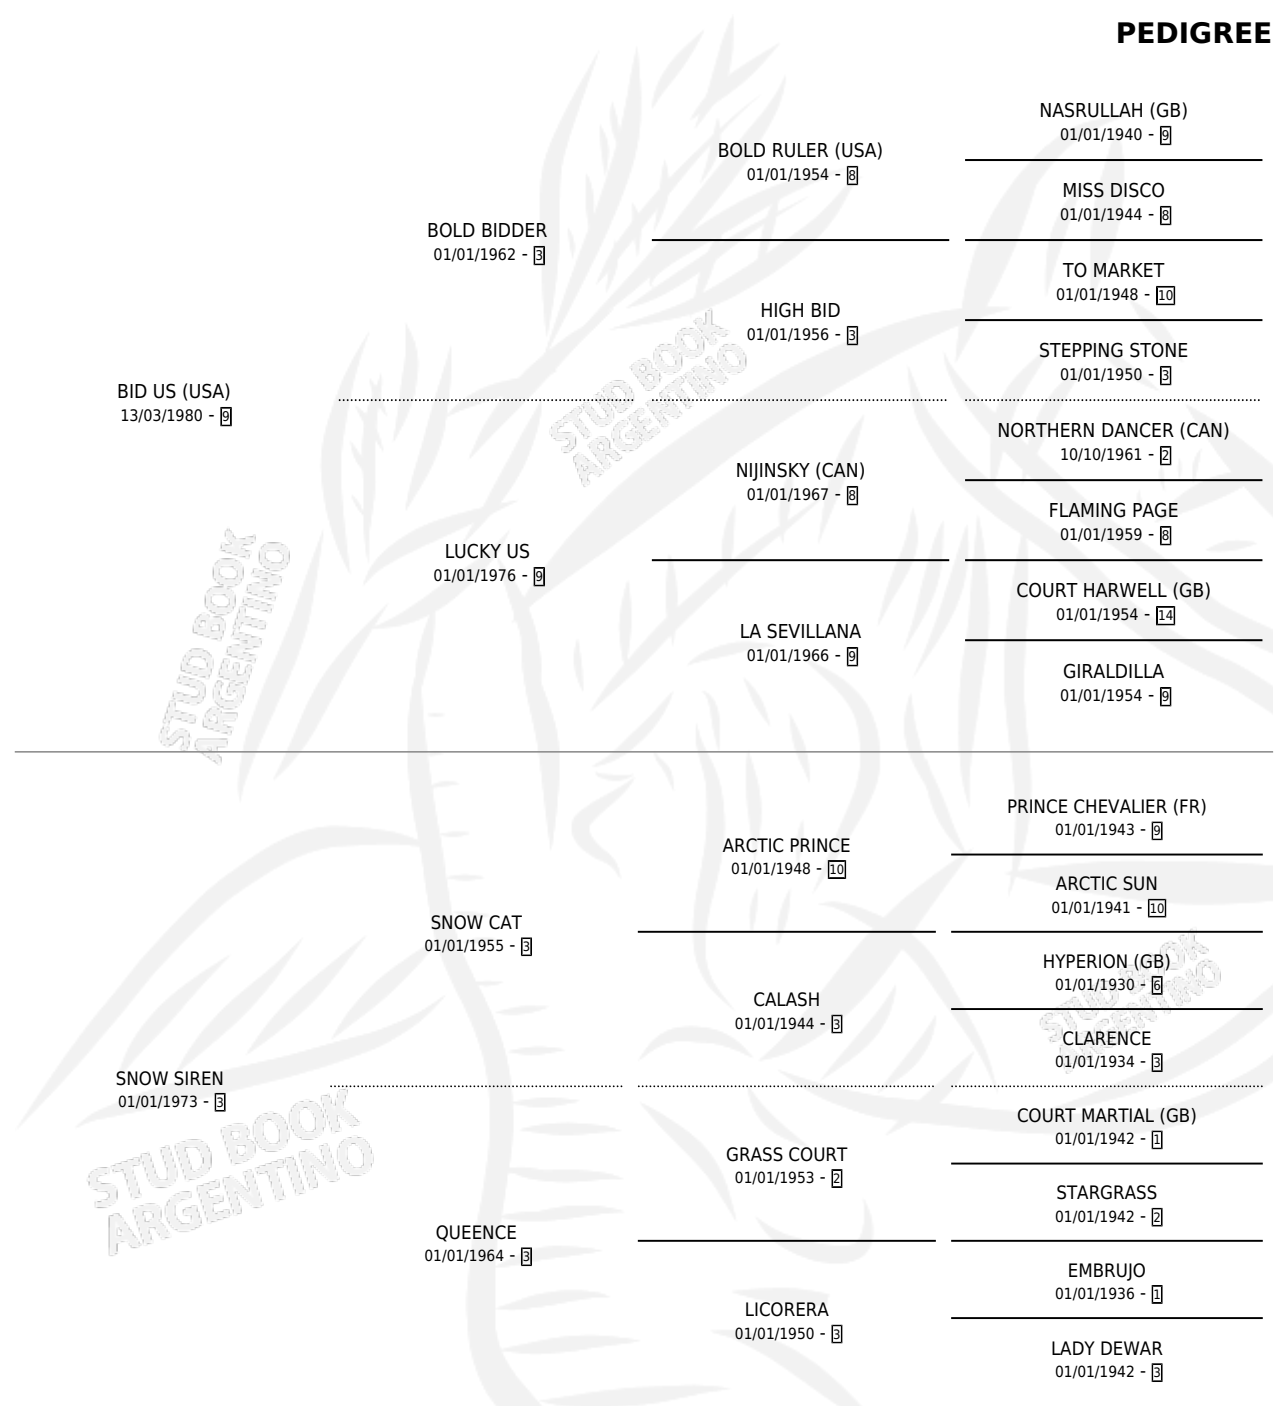 PEDIGREE
NASRULLAH (GB)
01/01/1940 - 9
BOLD RULER (USA)
01/01/1954 - 8
MISS DISCO
01/01/1944 - 8
BOLD BIDDER
01/01/1962 - 3
TO MARKET
01/01/1948 - 10
HIGH BID
01/01/1956 - 3
STEPPING STONE
01/01/1950 - 3
BID US (USA)
13/03/1980 - 9
NORTHERN DANCER (CAN)
10/10/1961 - 2
NIJINSKY (CAN)
01/01/1967 - 8
FLAMING PAGE
01/01/1959 - 8
LUCKY US
01/01/1976 - 9
COURT HARWELL (GB)
01/01/1954 - 14
LA SEVILLANA
01/01/1966 - 9
GIRALDILLA
01/01/1954 - 9
STUD BOOK
ARGENTINO
STUD BOOK
ARGENTINO
PRINCE CHEVALIER (FR)
01/01/1943 - 9
ARCTIC PRINCE
01/01/1948 - 10
ARCTIC SUN
01/01/1941 - 10
SNOW CAT
01/01/1955 - 3
HYPERION (GB)
01/01/1930 - 6
CALASH
01/01/1944 - 3
CLARENCE
01/01/1934 - 3
STUD BOOK
ARGENTINO
SNOW SIREN
01/01/1973 - 3
COURT MARTIAL (GB)
01/01/1942 - 1
GRASS COURT
01/01/1953 - 2
STARGRASS
01/01/1942 - 2
QUEENCE
01/01/1964 - 3
EMBRUJO
01/01/1936 - 1
LICORERA
01/01/1950 - 3
LADY DEWAR
01/01/1942 - 3
STUD BOOK
ARGENTINO